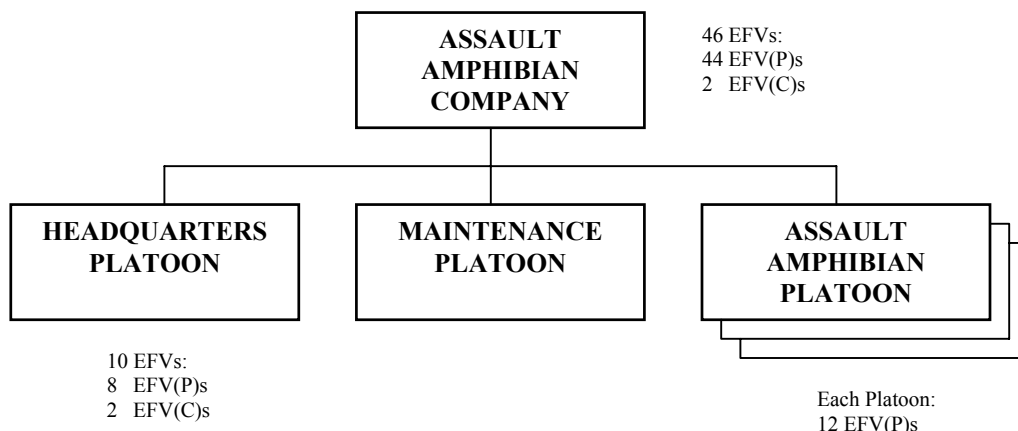 ASSAULT
AMPHIBIAN
COMPANY
46 EFVs:
44 EFV(P)s
2 EFV(C)s
HEADQUARTERS
PLATOON
MAINTENANCE
PLATOON
ASSAULT
AMPHIBIAN
PLATOON
10 EFVs:
8 EFV(P)s
2 EFV(C)s
Each Platoon:
12 EFV(P)s